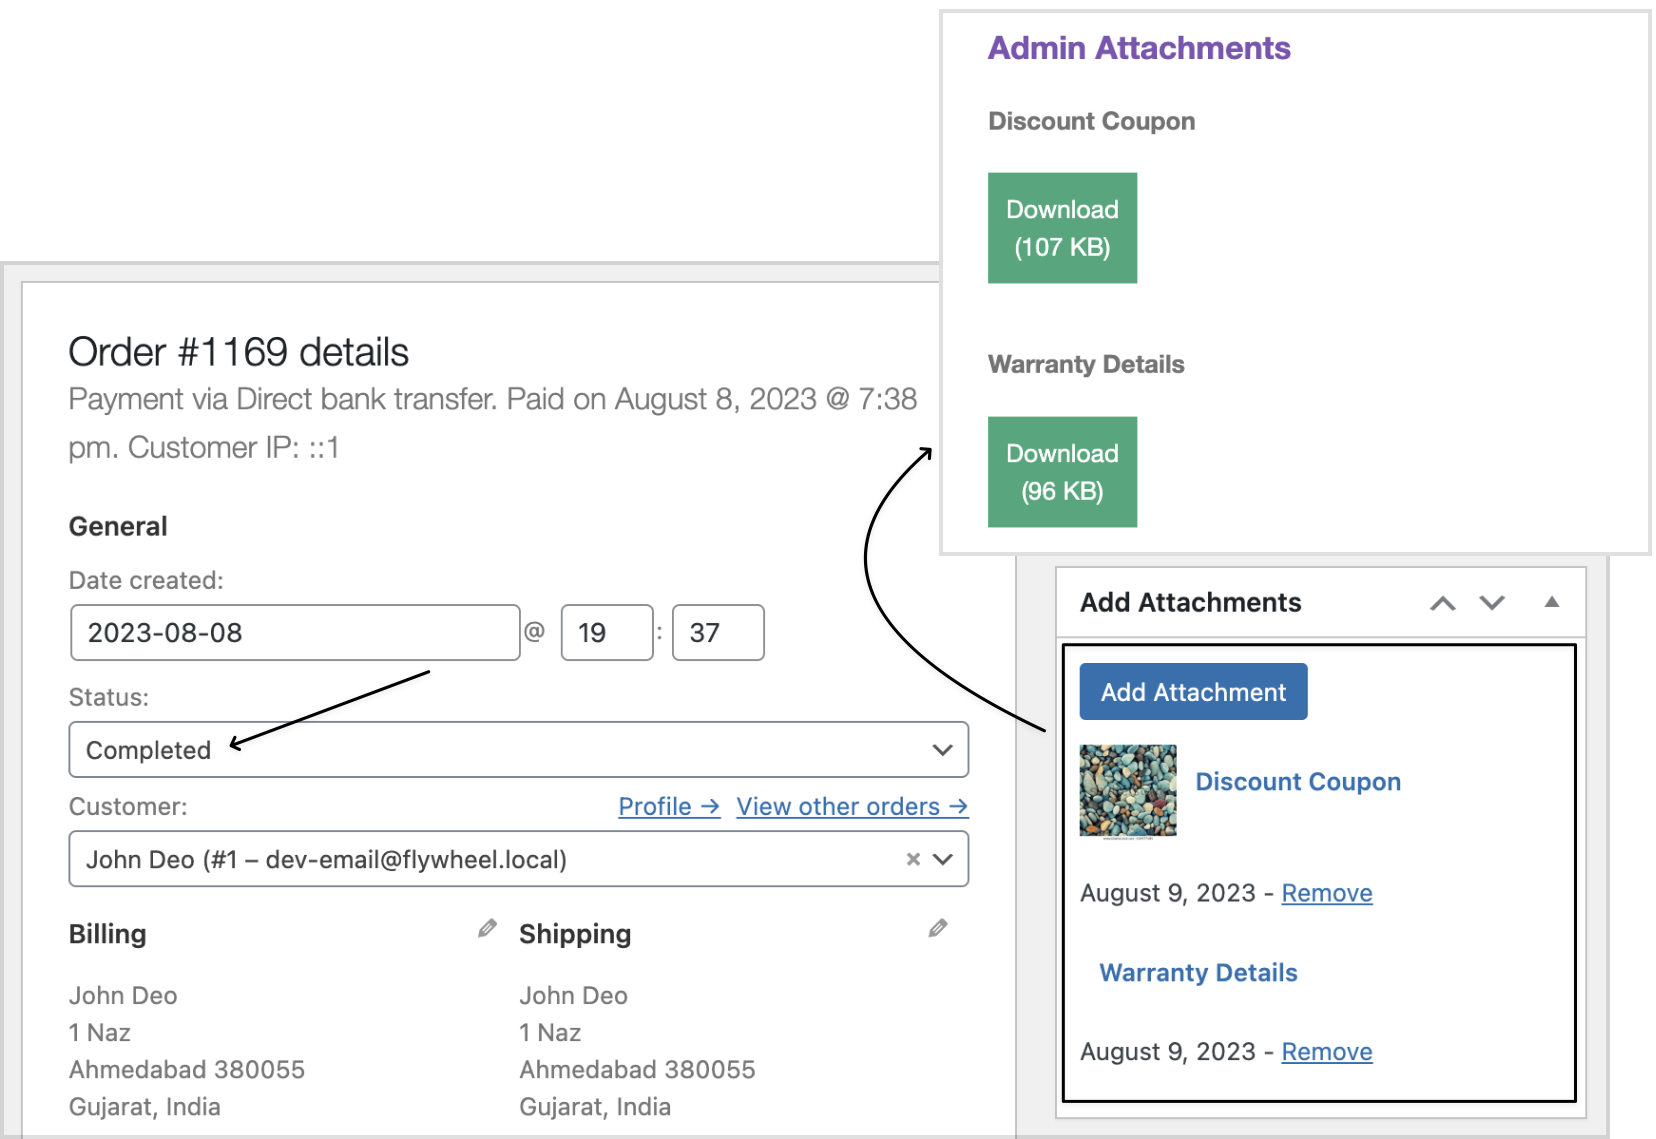 Admin Attachments
Discount Coupon
Download
(107 KB)
Warranty Details
Download
(96 KB)
Order #1169 details
Payment via Direct bank transfer. Paid on August 8, 2023 @ 7:38
pm. Customer IP: ::1
General
Date created:
2023-08-08 @ 19 : 37
Status:
Completed
Customer: Profile → View other orders →
John Deo (#1 – dev-email@flywheel.local) ×
Billing
John Deo
1 Naz
Ahmedabad 380055
Gujarat, India
Shipping
John Deo
1 Naz
Ahmedabad 380055
Gujarat, India
Add Attachments
Add Attachment
Discount Coupon
August 9, 2023 - Remove
Warranty Details
August 9, 2023 - Remove